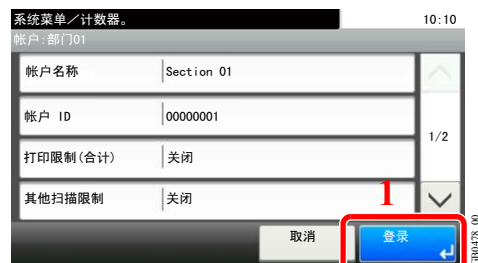 系统菜单／计数器。 10:10
帐户:部门01
帐户名称 Section 01
帐户 ID 00000001
1/2
打印限制(合计) 关闭
其他扫描限制 关闭
1
取消 登录
GB0478_00